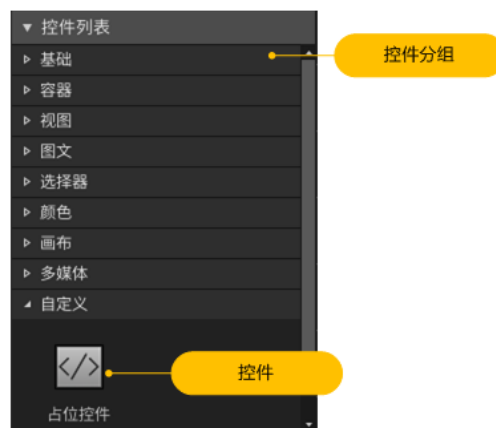 控件列表
基础
控件分组
容器
视图
图文
选择器
颜色
画布
多媒体
自定义
</>
控件
占位控件